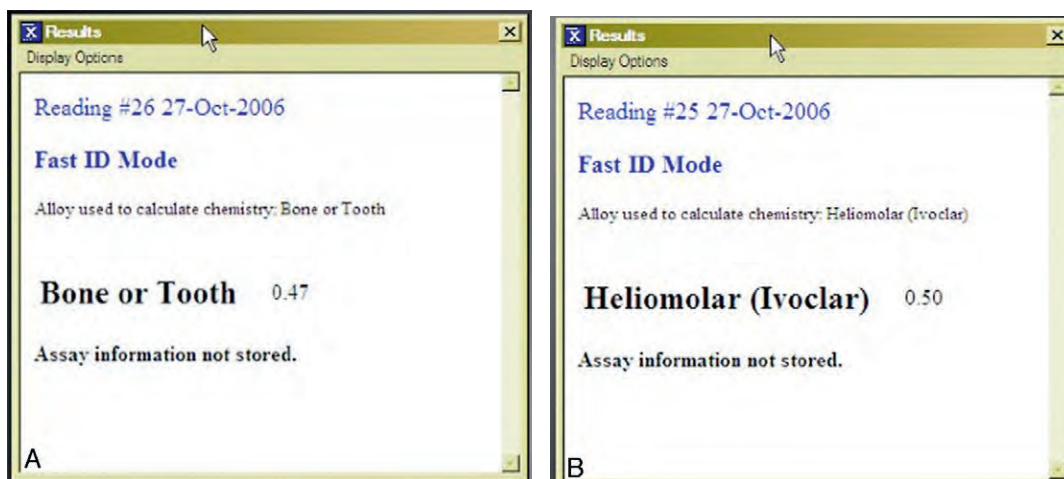 Results
Display Options
Reading #26 27-Oct-2006
Fast ID Mode
Alloy used to calculate chemistry: Bone or Tooth
Bone or Tooth 0.47
Assay information not stored.
A
Results
Display Options
Reading #25 27-Oct-2006
Fast ID Mode
Alloy used to calculate chemistry: Heliomolar (Ivoclar)
Heliomolar (Ivoclar) 0.50
Assay information not stored.
B